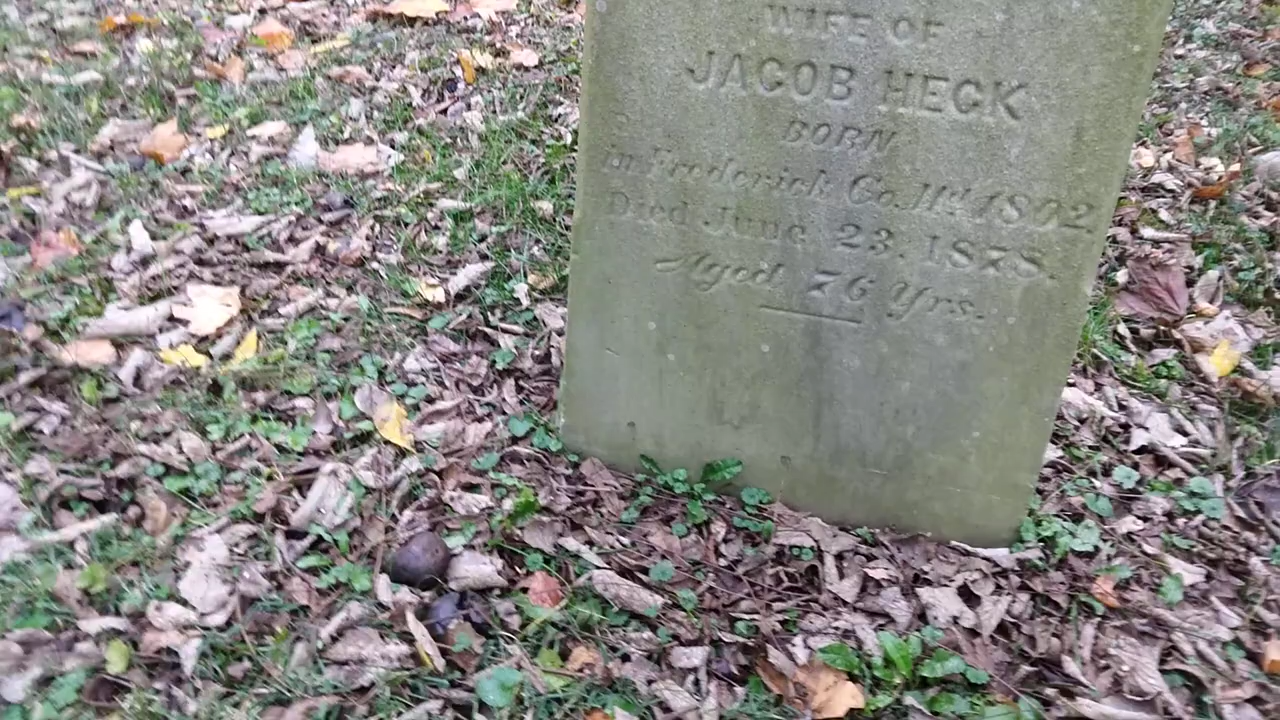 WIFE OF
JACOB HECK
BORN
in Frederick Co. Md. 1802.
Died June 23. 1878.
Aged 76 Yrs.